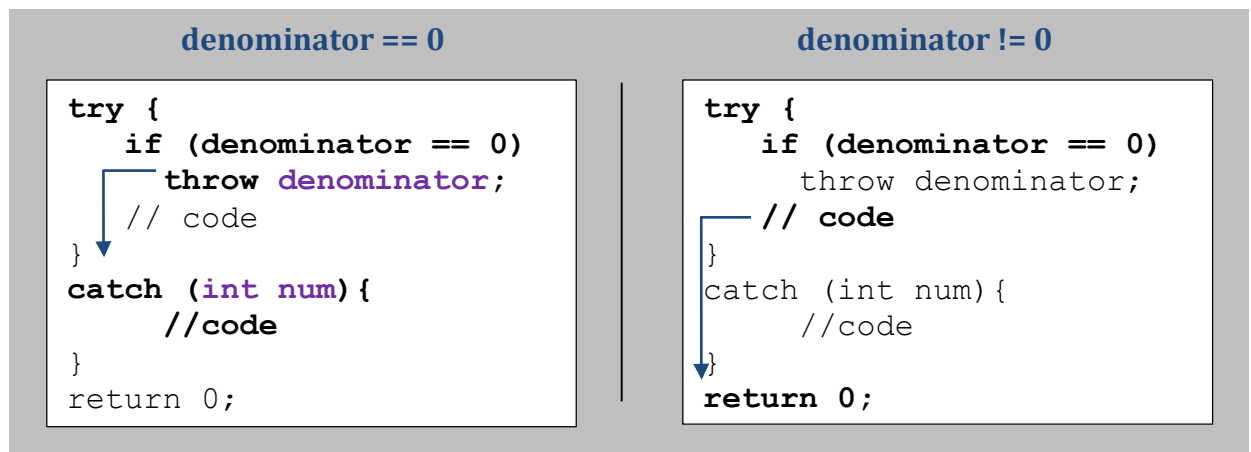 denominator == 0
try {
if (denominator == 0)
throw denominator;
// code
}
catch (int num){
//code
}
return 0;
denominator != 0
try {
if (denominator == 0)
throw denominator;
// code
}
catch (int num){
//code
}
return 0;